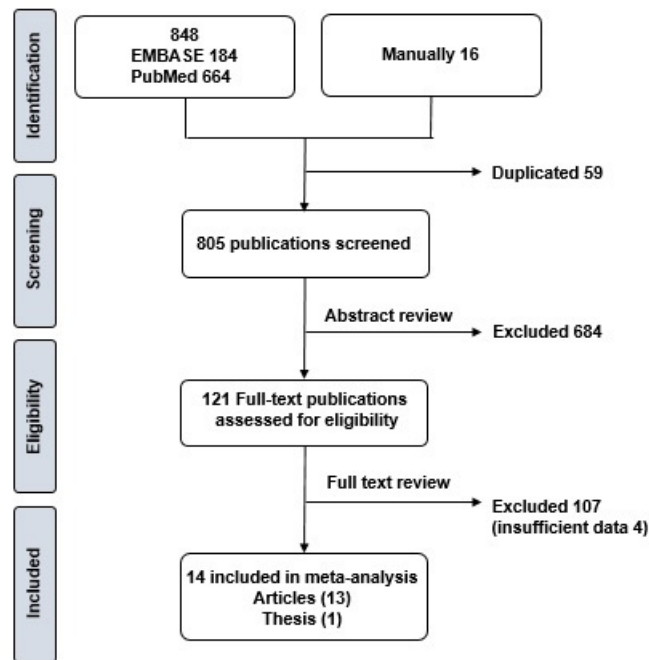 Identification
848
EMBASE 184
PubMed 664
Manually 16
Duplicated 59
Screening
805 publications screened
Abstract review
Excluded 684
Eligibility
121 Full-text publications
assessed for eligibility
Full text review
Excluded 107
(insufficient data 4)
Included
14 included in meta-analysis
Articles (13)
Thesis (1)